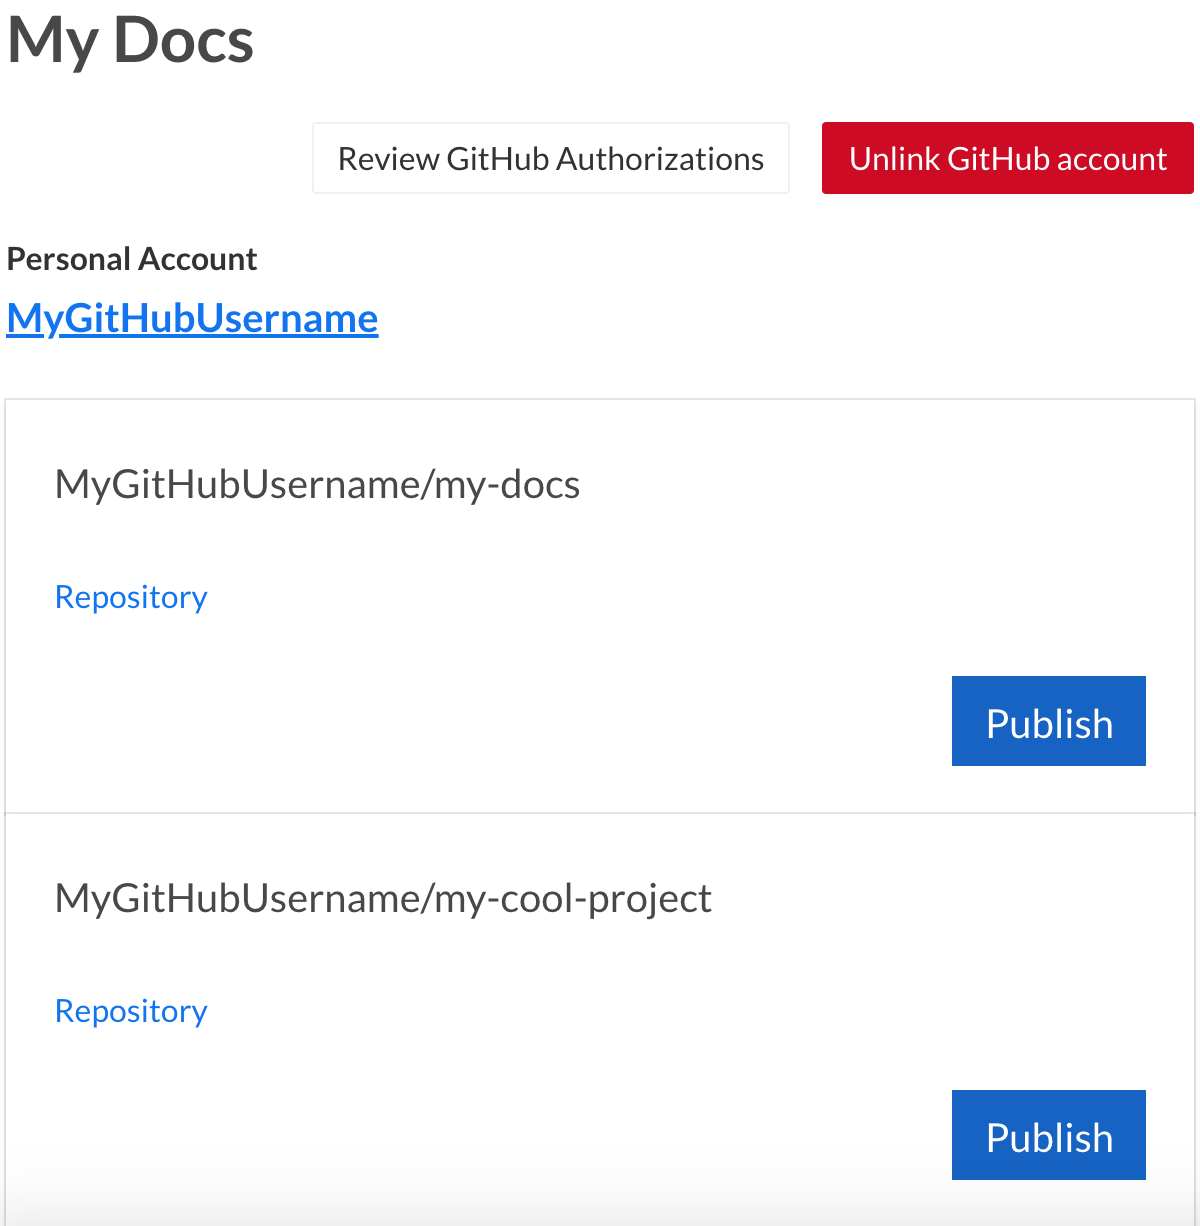 My Docs
Review GitHub Authorizations
Unlink GitHub account
Personal Account
MyGitHubUsername
MyGitHubUsername/my-docs
Repository
Publish
MyGitHubUsername/my-cool-project
Repository
Publish